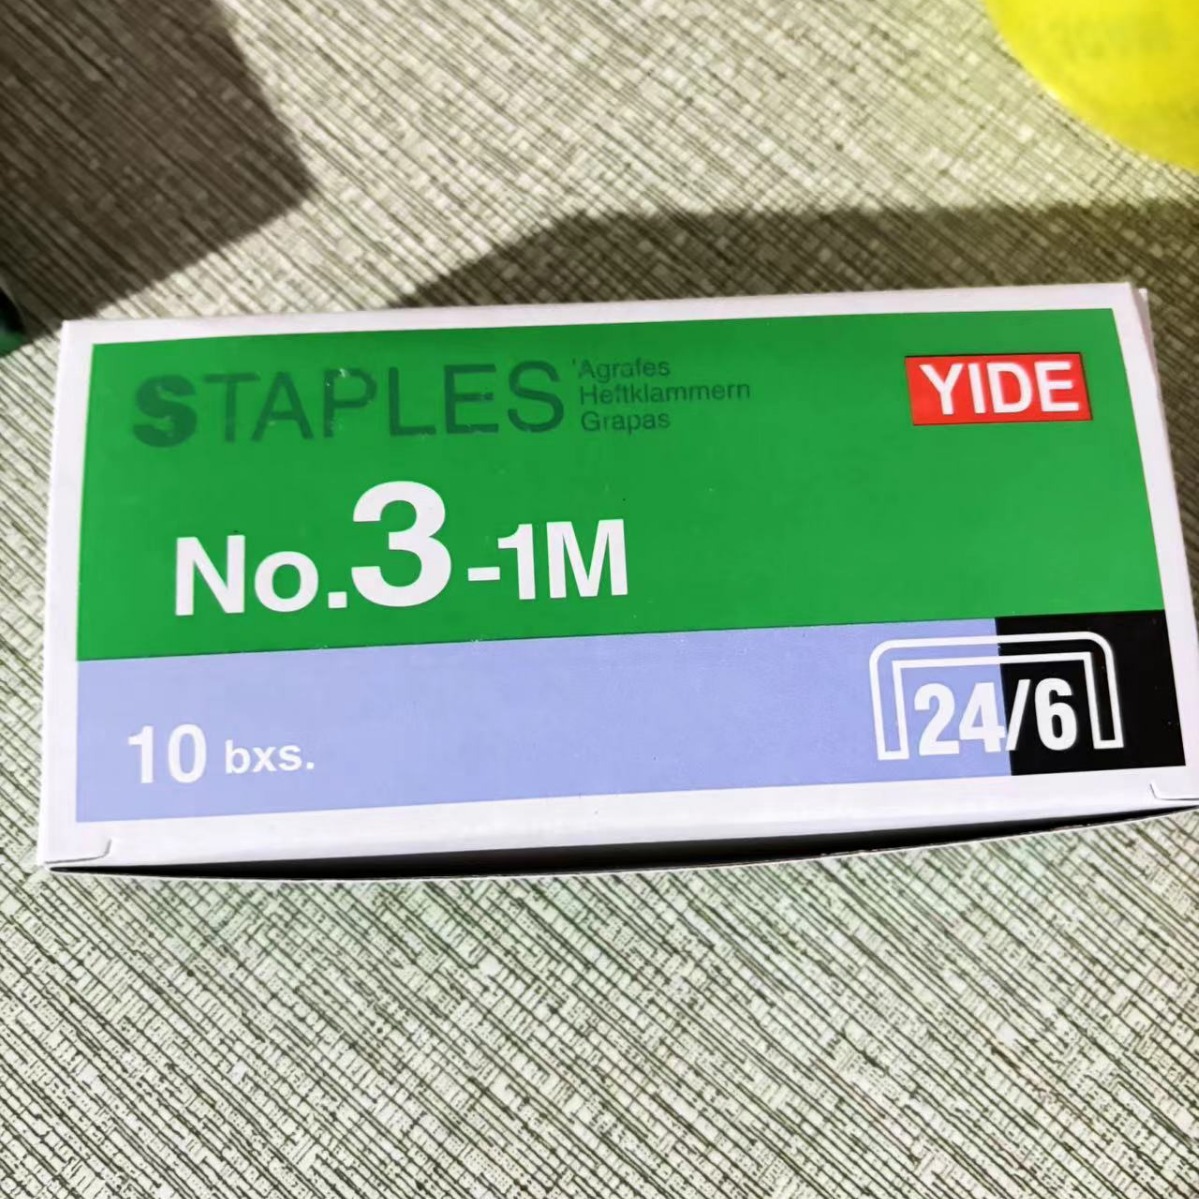 STAPLES
'Agrafes
Heftklammern
Grapas
YIDE
No.3-1M
10 bxs.
24/6